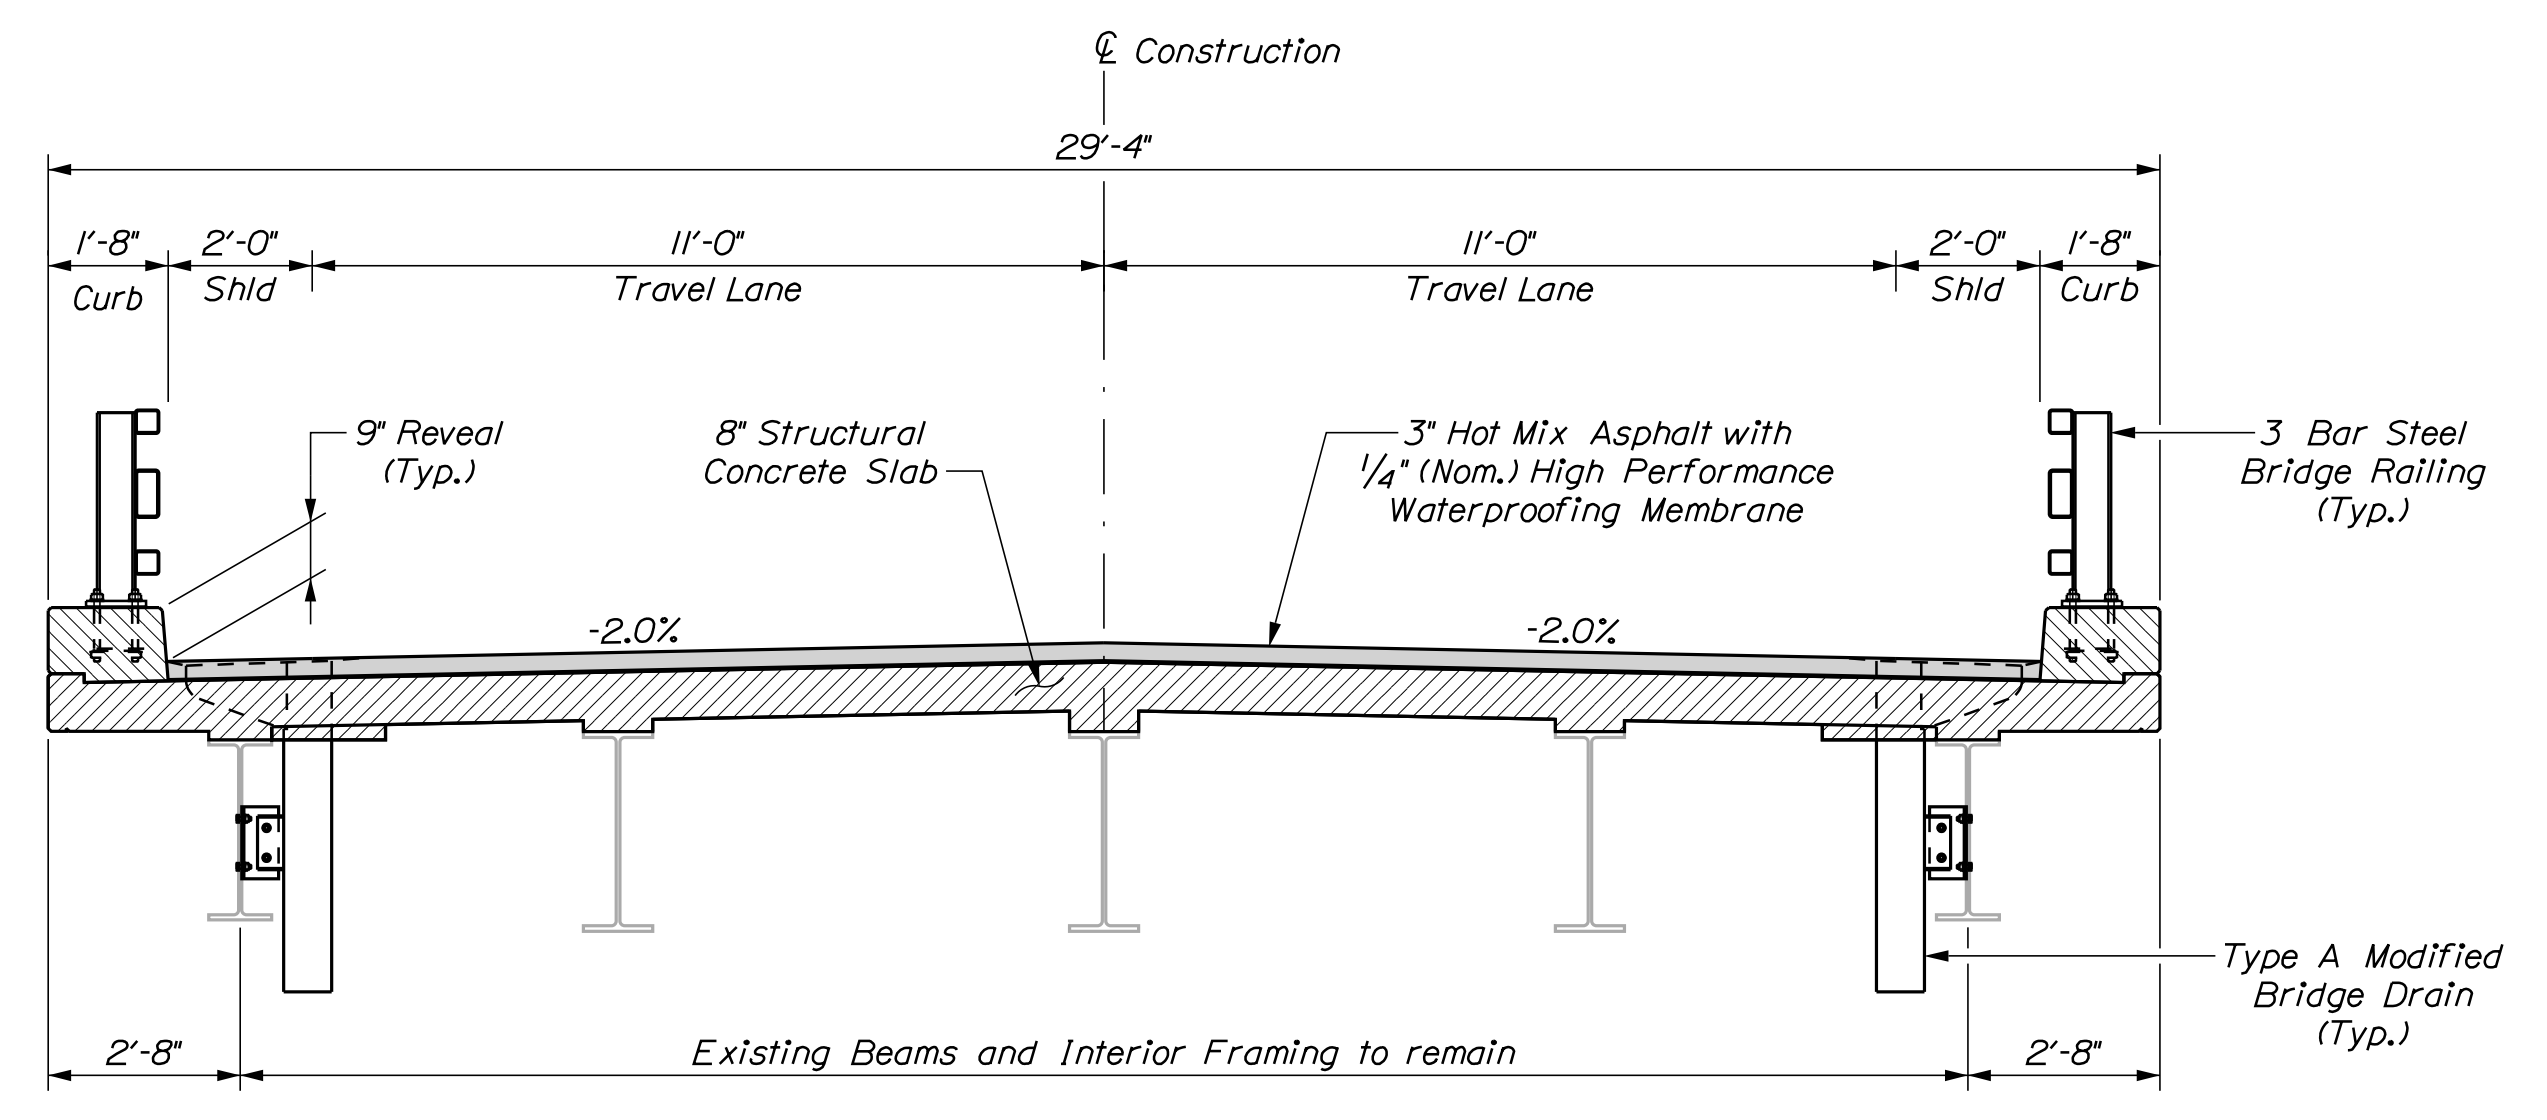 ℄ Construction
29'-4"
1'-8" 2'-0" 11'-0" 11'-0" 2'-0" 1'-8"
Curb Shld Travel Lane Travel Lane Shld Curb
9" Reveal
(Typ.)
8" Structural
Concrete Slab
3" Hot Mix Asphalt with
1/4" (Nom.) High Performance
Waterproofing Membrane
3 Bar Steel
Bridge Railing
(Typ.)
-2.0% -2.0%
Type A Modified
Bridge Drain
(Typ.)
2'-8" Existing Beams and Interior Framing to remain 2'-8"